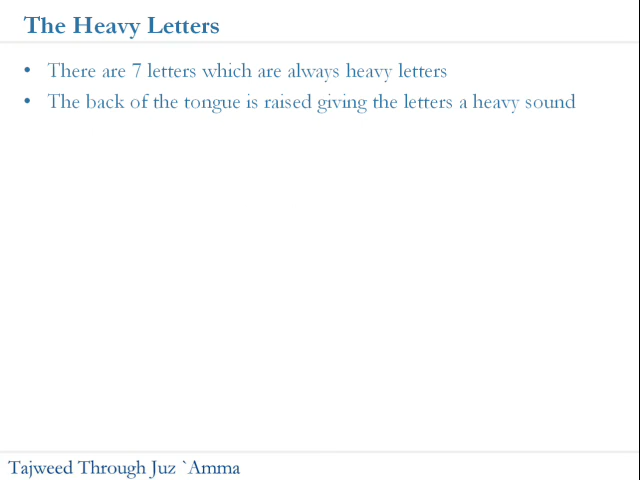 The Heavy Letters
• There are 7 letters which are always heavy letters
• The back of the tongue is raised giving the letters a heavy sound
Tajweed Through Juz `Amma